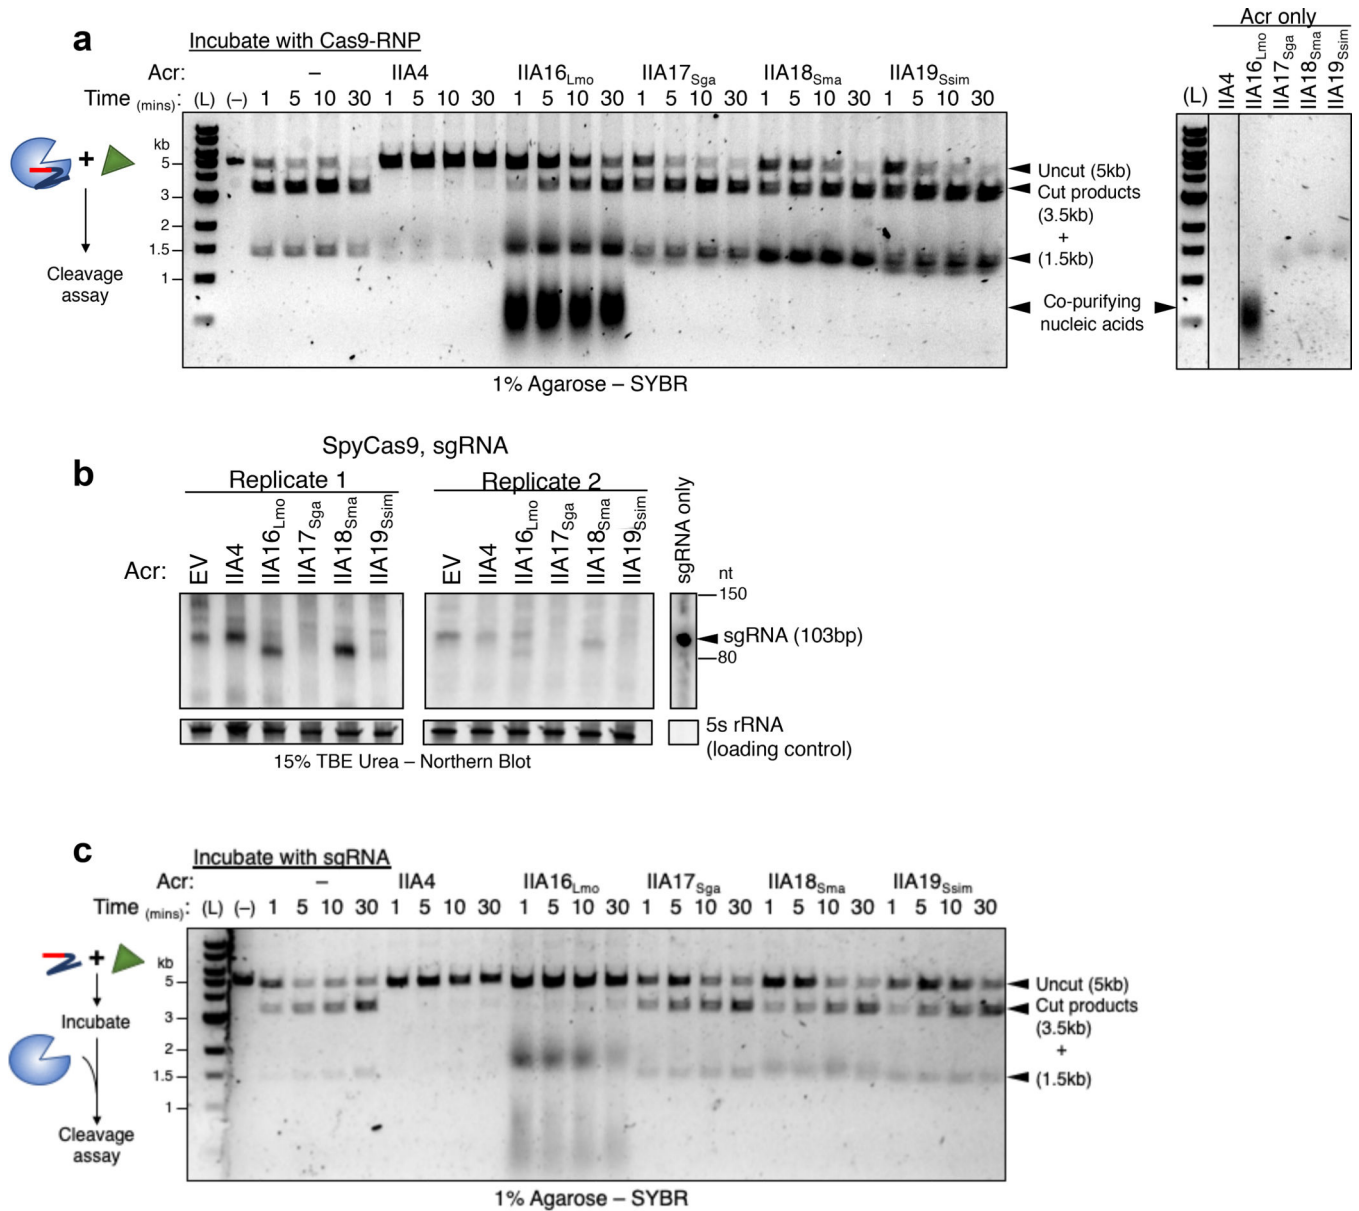 a
Incubate with Cas9-RNP
Acr: – IIA4 IIA16Lmo IIA17Sga IIA18Sma IIA19Ssim
Time (mins): (L) (–) 1 5 10 30 1 5 10 30 1 5 10 30 1 5 10 30 1 5 10 30 1 5 10 30
kb
5
3
2
1.5
1
+
Cleavage
assay
Uncut (5kb)
Cut products
(3.5kb)
+
(1.5kb)
Co-purifying
nucleic acids
1% Agarose – SYBR
Acr only
(L) IIA4 IIA16Lmo IIA17Sga IIA18Sma IIA19Ssim
b
SpyCas9, sgRNA
Replicate 1 Replicate 2
Acr: EV IIA4 IIA16Lmo IIA17Sga IIA18Sma IIA19Ssim EV IIA4 IIA16Lmo IIA17Sga IIA18Sma IIA19Ssim sgRNA only
nt
150
sgRNA (103bp)
80
5s rRNA
(loading control)
15% TBE Urea – Northern Blot
c
Incubate with sgRNA
Acr: – IIA4 IIA16Lmo IIA17Sga IIA18Sma IIA19Ssim
Time (mins): (L) (–) 1 5 10 30 1 5 10 30 1 5 10 30 1 5 10 30 1 5 10 30 1 5 10 30
kb
5
3
2
1.5
1
+
Incubate
Cleavage
assay
Uncut (5kb)
Cut products
(3.5kb)
+
(1.5kb)
1% Agarose – SYBR